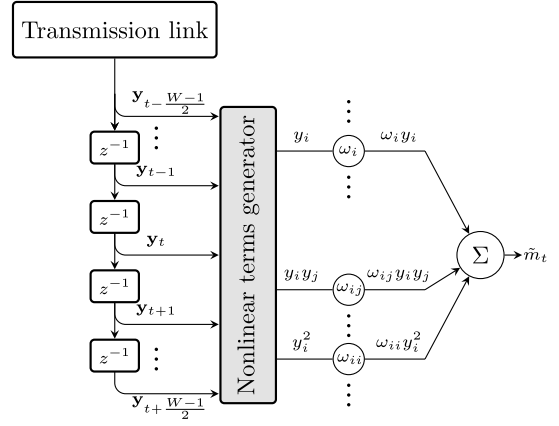 Transmission link
𝐲_{t-\frac{W-1}{2}}
⋮
z^{-1}
𝐲_{t-1}
z^{-1}
𝐲_t
z^{-1}
𝐲_{t+1}
z^{-1}
⋮
𝐲_{t+\frac{W-1}{2}}
Nonlinear terms generator
⋮
y_i ω_i ω_i y_i
⋮
y_i y_j ω_{ij} ω_{ij} y_i y_j
⋮
y_i^2 ω_{ii} ω_{ii} y_i^2
⋮
Σ
m̃_t